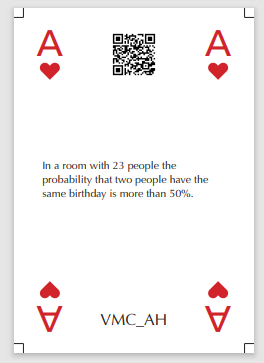 A A
In a room with 23 people the
probability that two people have the
same birthday is more than 50%.
A VMC_AH A